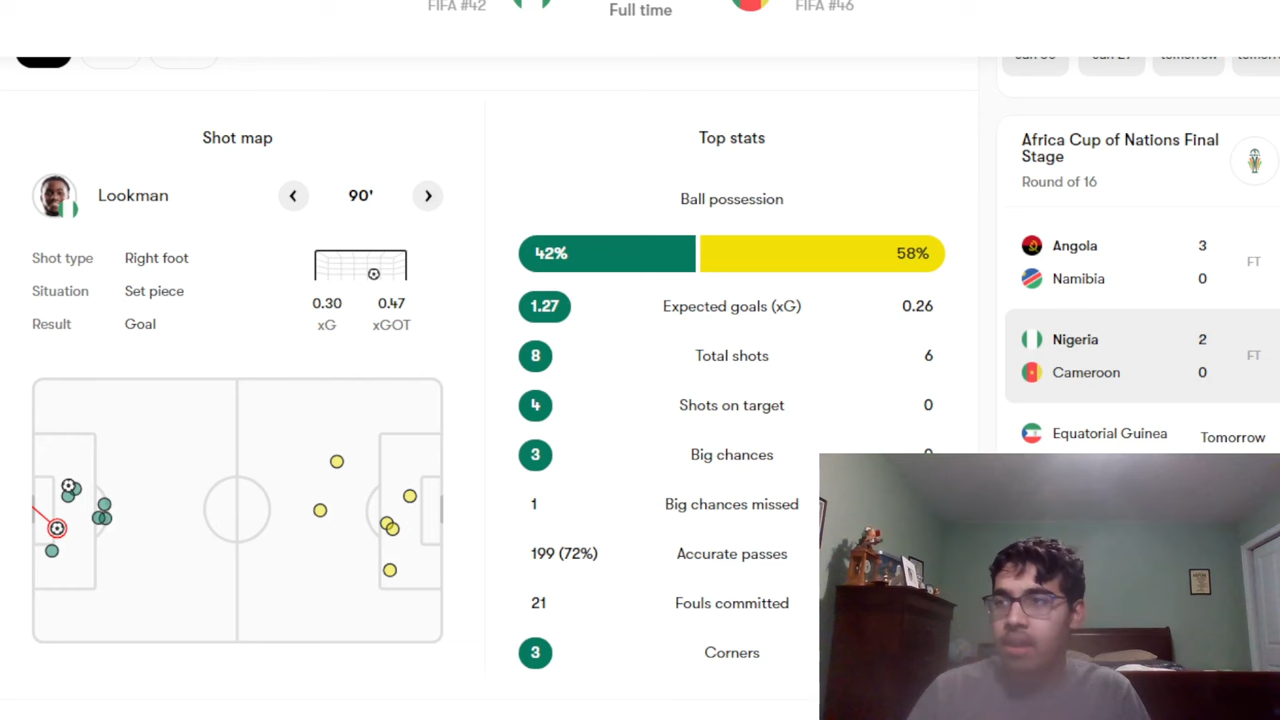 FIFA #42
Full time
FIFA #46
Shot map
Lookman
90'
Shot type Right foot
Situation Set piece
Result Goal
0.30 0.47
xG xGOT
Top stats
Ball possession
42% 58%
1.27 Expected goals (xG) 0.26
8 Total shots 6
4 Shots on target 0
3 Big chances
1 Big chances missed
199 (72%) Accurate passes
21 Fouls committed
3 Corners
tomorrow
Africa Cup of Nations Final
Stage
Round of 16
Angola 3
FT
Namibia 0
Nigeria 2
FT
Cameroon 0
Equatorial Guinea Tomorrow